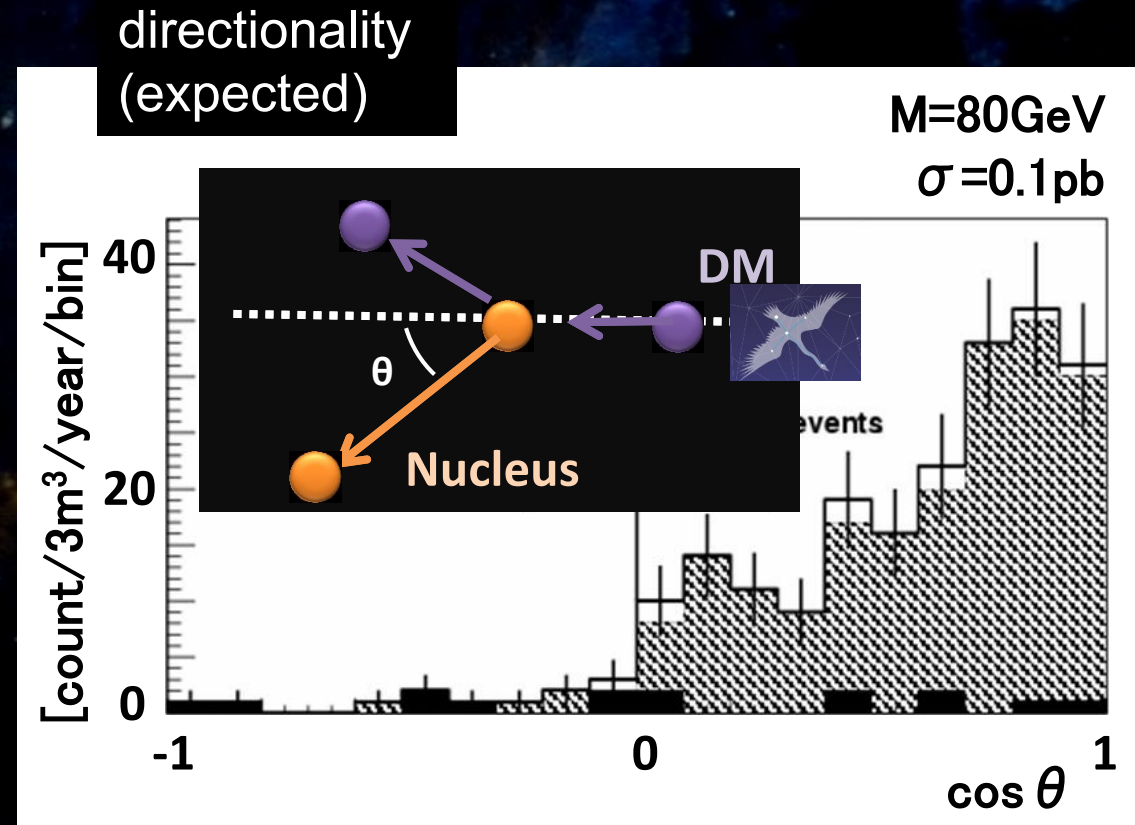 directionality
(expected)
M=80GeV
σ=0.1pb
[count/3m³/year/bin]
40
20
0
DM
θ
Nucleus
events
-1
0
1
cos θ